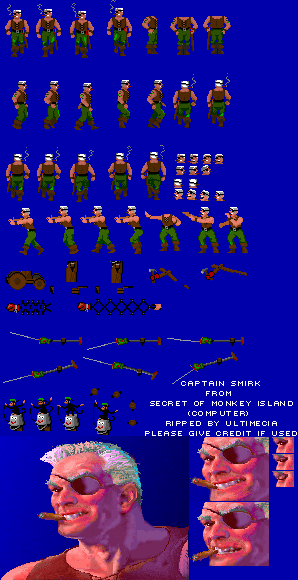 CAPTAIN SMIRK
FROM
SECRET OF MONKEY ISLAND
(COMPUTER)
RIPPED BY ULTIMECIA
PLEASE GIVE CREDIT IF USED